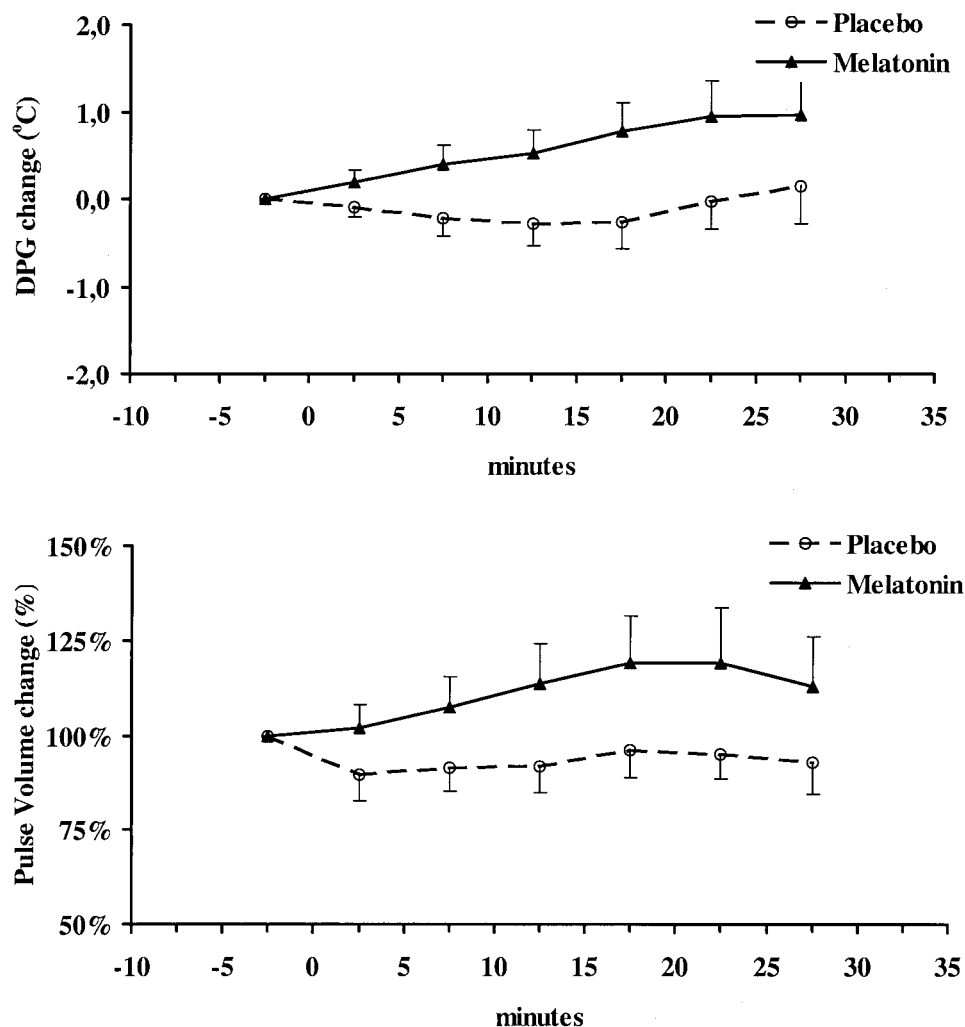 Placebo
Melatonin
DPG change (°C)
2,0
1,0
0,0
-1,0
-2,0
-10 -5 0 5 10 15 20 25 30 35
minutes
Placebo
Melatonin
Pulse Volume change (%)
150%
125%
100%
75%
50%
-10 -5 0 5 10 15 20 25 30 35
minutes